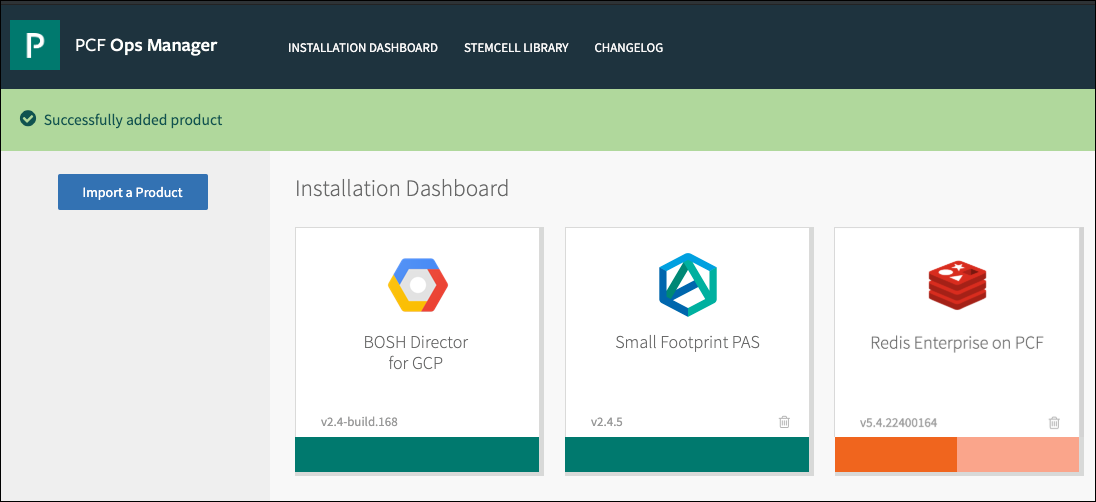 P
PCF Ops Manager
INSTALLATION DASHBOARD
STEMCELL LIBRARY
CHANGELOG
Successfully added product
Import a Product
Installation Dashboard
BOSH Director
for GCP
v2.4-build.168
Small Footprint PAS
v2.4.5
Redis Enterprise on PCF
v5.4.22400164